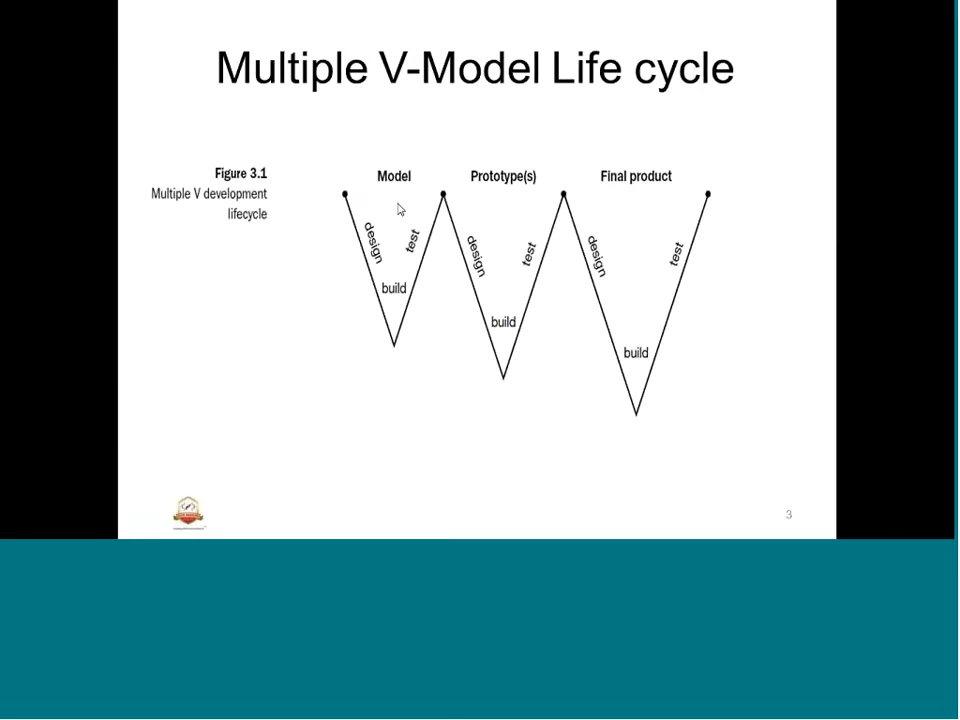 Multiple V-Model Life cycle
Figure 3.1
Multiple V development
lifecycle
Model
Prototype(s)
Final product
design
test
build
design
test
build
design
test
build
3